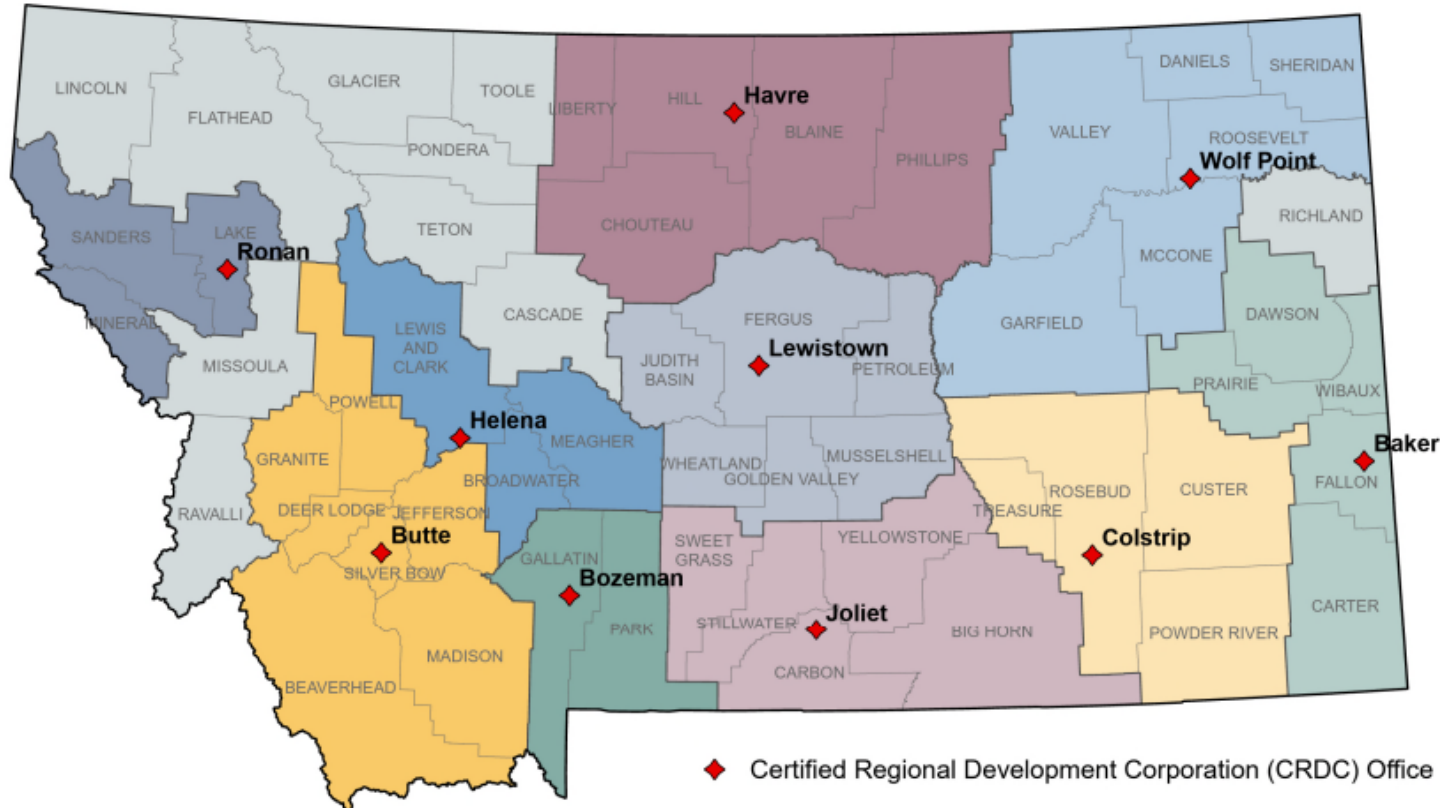 DANIELS
SHERIDAN
LINCOLN
GLACIER
TOOLE
LIBERTY
HILL
Havre
FLATHEAD
BLAINE
VALLEY
ROOSEVELT
PONDERA
PHILLIPS
Wolf Point
CHOUTEAU
RICHLAND
SANDERS
LAKE
TETON
Ronan
MCCONE
MINERAL
CASCADE
FERGUS
GARFIELD
DAWSON
LEWIS
AND
CLARK
Lewistown
MISSOULA
JUDITH
BASIN
PETROLEUM
PRAIRIE
WIBAUX
POWELL
Helena
MEAGHER
Baker
GRANITE
WHEATLAND
MUSSELSHELL
BROADWATER
GOLDEN VALLEY
FALLON
ROSEBUD
CUSTER
RAVALLI
DEER LODGE
JEFFERSON
TREASURE
Butte
SWEET
GRASS
YELLOWSTONE
Colstrip
GALLATIN
SILVER BOW
Bozeman
CARTER
Joliet
STILLWATER
PARK
BIG HORN
POWDER RIVER
MADISON
CARBON
BEAVERHEAD
Certified Regional Development Corporation (CRDC) Office